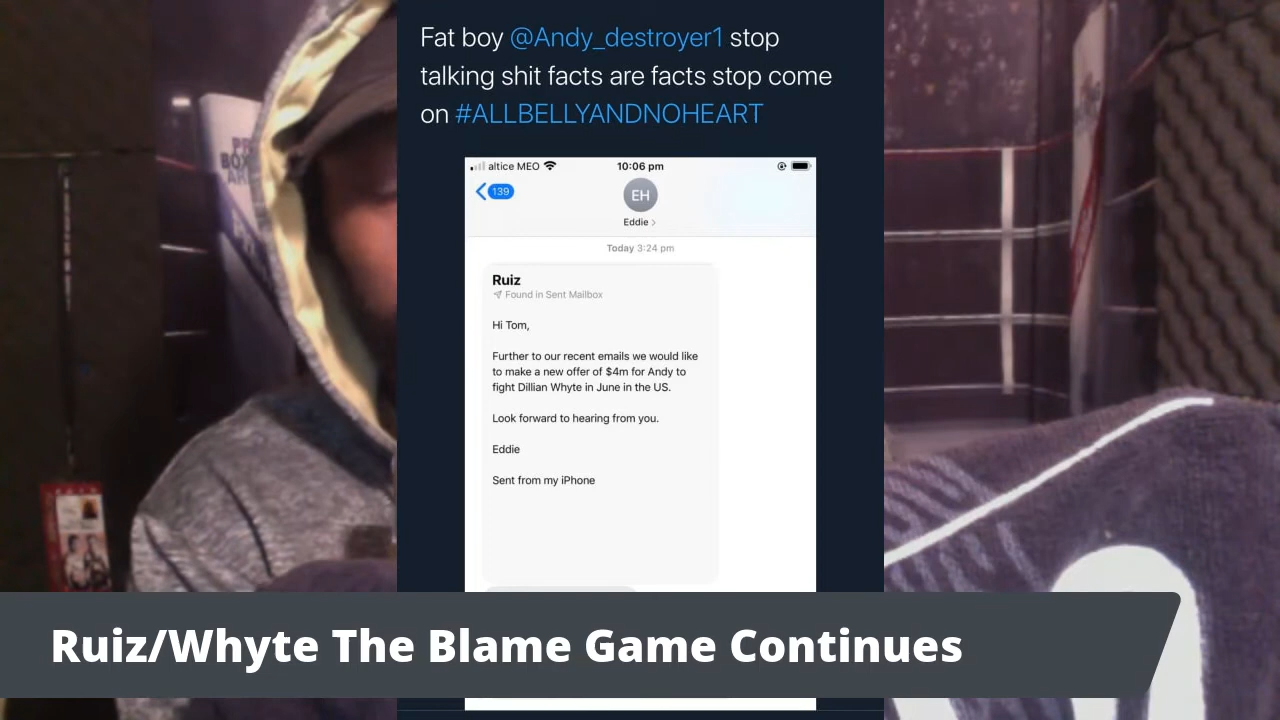 Fat boy @Andy_destroyer1 stop
talking shit facts are facts stop come
on #ALLBELLYANDNOHEART
altice MEO 10:06 pm
139
EH
Eddie >
Today 3:24 pm
Ruiz
Found in Sent Mailbox
Hi Tom,
Further to our recent emails we would like
to make a new offer of $4m for Andy to
fight Dillian Whyte in June in the US.
Look forward to hearing from you.
Eddie
Sent from my iPhone
Ruiz/Whyte The Blame Game Continues